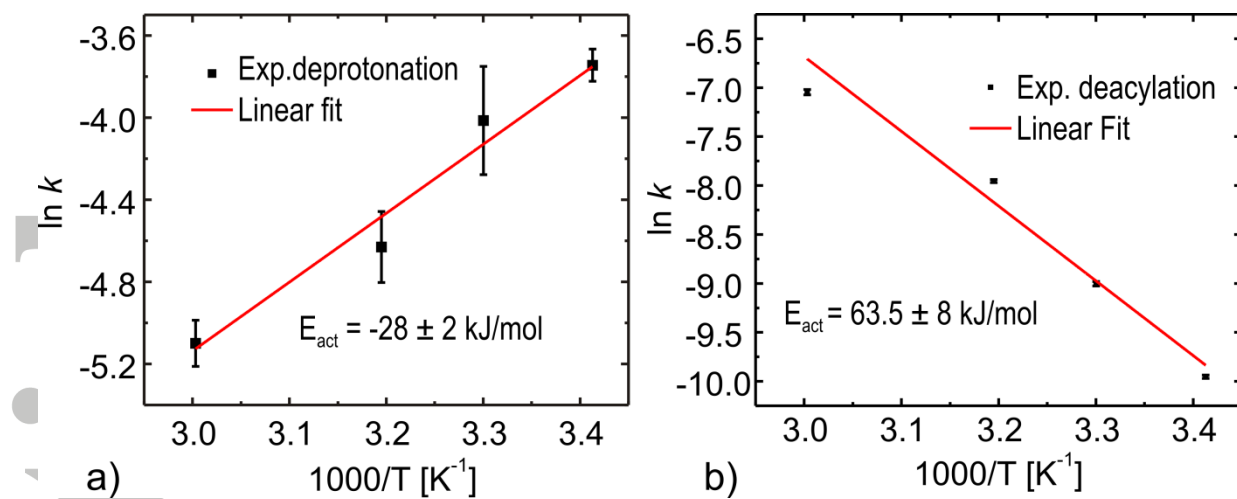 -3.6
-4.0
-4.4
-4.8
-5.2
ln k
Exp.deprotonation
Linear fit
E_act = -28 ± 2 kJ/mol
3.0 3.1 3.2 3.3 3.4
1000/T [K⁻¹]
a)
-6.5
-7.0
-7.5
-8.0
-8.5
-9.0
-9.5
-10.0
ln k
Exp. deacylation
Linear Fit
E_act = 63.5 ± 8 kJ/mol
3.0 3.1 3.2 3.3 3.4
1000/T [K⁻¹]
b)